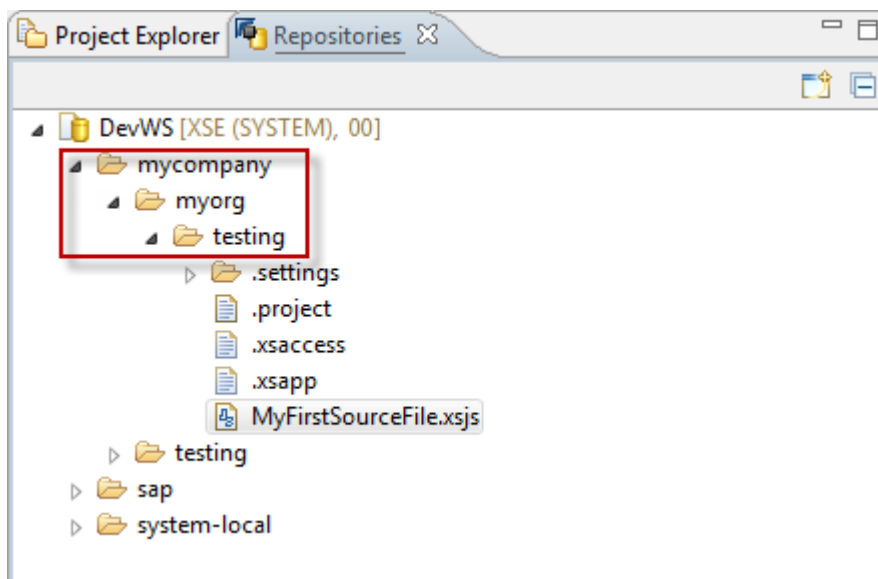 Project Explorer Repositories
DevWS [XSE (SYSTEM), 00]
mycompany
myorg
testing
.settings
.project
.xsaccess
.xsapp
MyFirstSourceFile.xsjs
testing
sap
system-local